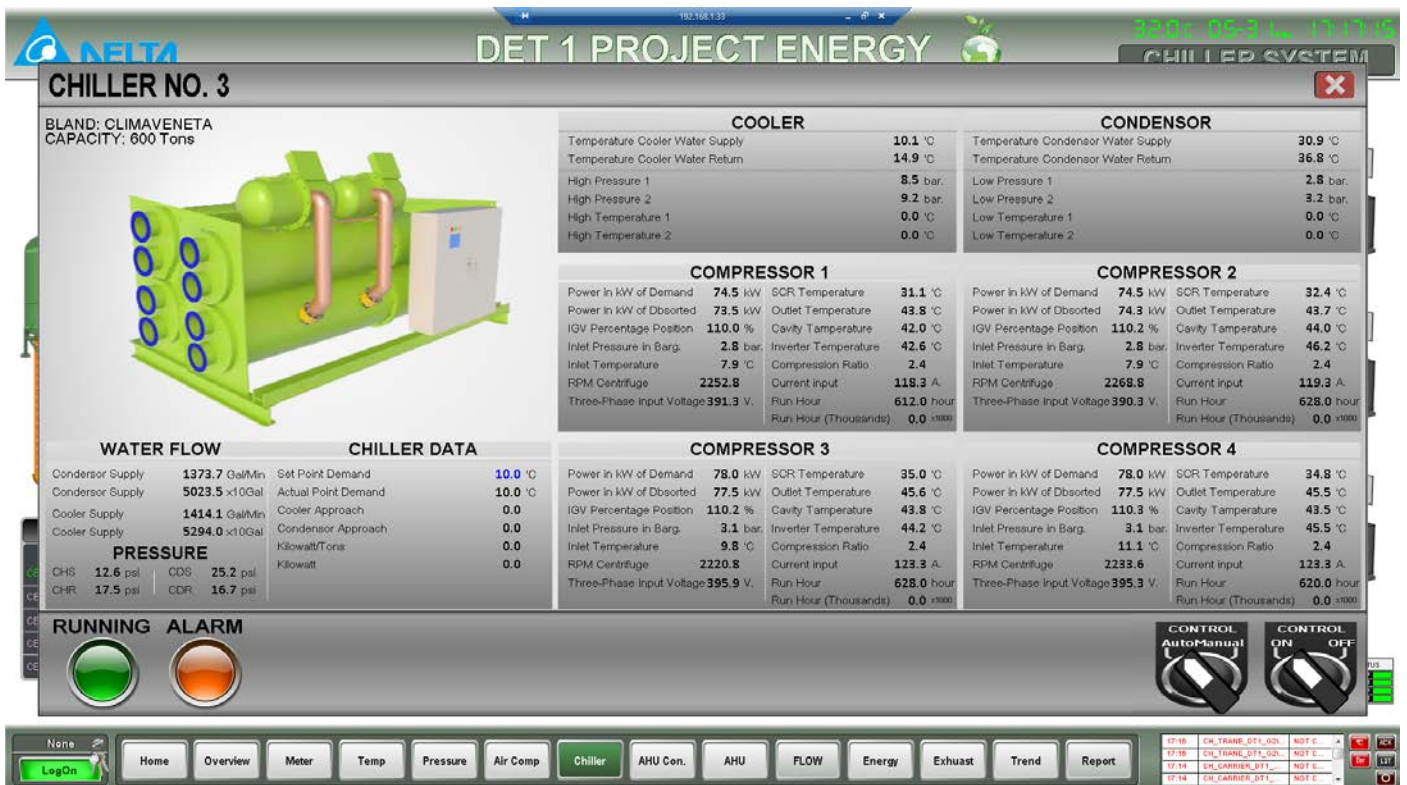 192.168.1.33
DELTA
DET 1 PROJECT ENERGY
CHILLER SYSTEM
CHILLER NO. 3
BLAND: CLIMAVENETA
CAPACITY: 600 Tons
COOLER
Temperature Cooler Water Supply 10.1 °C
Temperature Cooler Water Return 14.9 °C
High Pressure 1 8.5 bar.
High Pressure 2 9.2 bar.
High Temperature 1 0.0 °C
High Temperature 2 0.0 °C
CONDENSOR
Temperature Condensor Water Supply 30.9 °C
Temperature Condensor Water Return 36.8 °C
Low Pressure 1 2.8 bar.
Low Pressure 2 3.2 bar.
Low Temperature 1 0.0 °C
Low Temperature 2 0.0 °C
COMPRESSOR 1
Power in kW of Demand 74.5 kW SCR Temperature 31.1 °C
Power in kW of Dbsorted 73.5 kW Outlet Temperature 43.8 °C
IGV Percentage Position 110.0 % Cavity Tamperature 42.0 °C
Inlet Pressure in Barg. 2.8 bar. Inverter Temperature 42.6 °C
Inlet Temperature 7.9 °C Compression Ratio 2.4
RPM Centrifuge 2252.8 Current input 118.3 A.
Three-Phase Input Voltage 391.3 V. Run Hour 612.0 hour
Run Hour (Thousands) 0.0 x1000
COMPRESSOR 2
Power in kW of Demand 74.5 kW SCR Temperature 32.4 °C
Power in kW of Dbsorted 74.3 kW Outlet Temperature 43.7 °C
IGV Percentage Position 110.2 % Cavity Tamperature 44.0 °C
Inlet Pressure in Barg. 2.8 bar. Inverter Temperature 46.2 °C
Inlet Temperature 7.9 °C Compression Ratio 2.4
RPM Centrifuge 2268.8 Current input 119.3 A.
Three-Phase Input Voltage 390.3 V. Run Hour 628.0 hour
Run Hour (Thousands) 0.0 x1000
WATER FLOW
Condersor Supply 1373.7 Gal/Min
Condersor Supply 5023.5 x10Gal
Cooler Supply 1414.1 Gal/Min
Cooler Supply 5294.0 x10Gal
PRESSURE
CHS 12.6 psi CDS 25.2 psi
CHR 17.5 psi CDR 16.7 psi
CHILLER DATA
Set Point Demand 10.0 °C
Actual Point Demand 10.0 °C
Cooler Approach 0.0
Condensor Approach 0.0
Kilowatt/Tons 0.0
Kilowatt 0.0
COMPRESSOR 3
Power in kW of Demand 78.0 kW SCR Temperature 35.0 °C
Power in kW of Dbsorted 77.5 kW Outlet Temperature 45.6 °C
IGV Percentage Position 110.2 % Cavity Tamperature 43.8 °C
Inlet Pressure in Barg. 3.1 bar. Inverter Temperature 44.2 °C
Inlet Temperature 9.8 °C Compression Ratio 2.4
RPM Centrifuge 2220.8 Current input 123.3 A.
Three-Phase Input Voltage 395.9 V. Run Hour 628.0 hour
Run Hour (Thousands) 0.0 x1000
COMPRESSOR 4
Power in kW of Demand 78.0 kW SCR Temperature 34.8 °C
Power in kW of Dbsorted 77.5 kW Outlet Temperature 45.5 °C
IGV Percentage Position 110.3 % Cavity Tamperature 43.5 °C
Inlet Pressure in Barg. 3.1 bar. Inverter Temperature 45.5 °C
Inlet Temperature 11.1 °C Compression Ratio 2.4
RPM Centrifuge 2233.6 Current input 123.3 A.
Three-Phase Input Voltage 395.3 V. Run Hour 620.0 hour
Run Hour (Thousands) 0.0 x1000
RUNNING ALARM
CONTROL
AutoManual
CONTROL
ON OFF
None
LogOn
Home Overview Meter Temp Pressure Air Comp Chiller AHU Con. AHU FLOW Energy Exhuast Trend Report
17:14 CH_CARRIER_DT1_... NOT C...
ACK